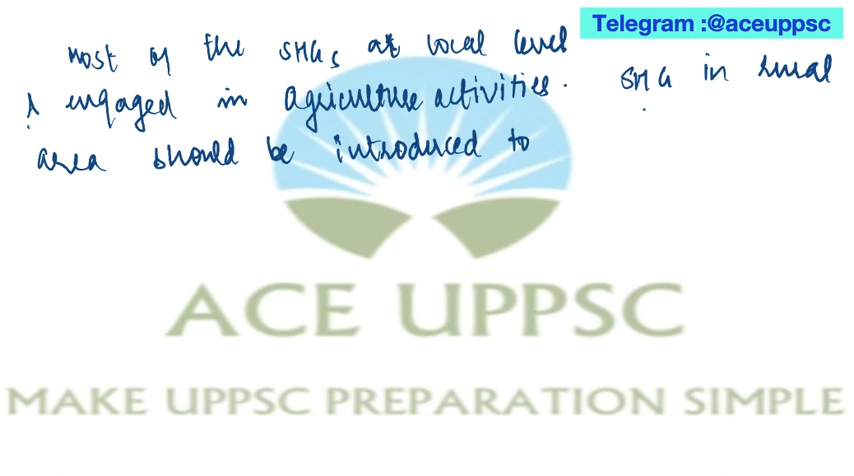 Telegram :@aceuppsc
Most of the SHGs at local level
engaged in agriculture activities. SHG in rural
area should be introduced to
ACE UPPSC
MAKE UPPSC PREPARATION SIMPLE